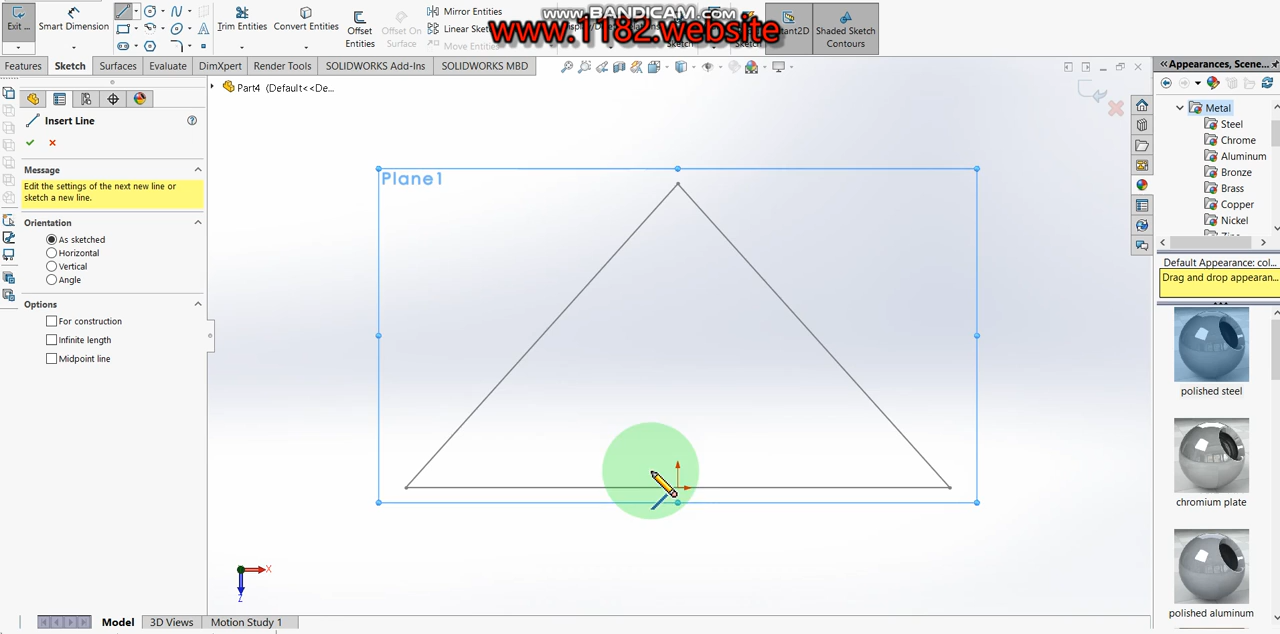 www.BANDICAM.com
www.1182.website
Exit ...
Smart Dimension
Trim Entities
Convert Entities
Offset
Entities
Offset On
Surface
Mirror Entities
Linear Sketch
Move Entities
Sketch
Sketch
Instant2D
Shaded Sketch
Contours
Features
Sketch
Surfaces
Evaluate
DimXpert
Render Tools
SOLIDWORKS Add-Ins
SOLIDWORKS MBD
Part4 (Default<<De...
Insert Line
Message
Edit the settings of the next new line or
sketch a new line.
Orientation
As sketched
Horizontal
Vertical
Angle
Options
For construction
Infinite length
Midpoint line
Plane1
X
Z
Model
3D Views
Motion Study 1
Appearances, Scene...
Metal
Steel
Chrome
Aluminum
Bronze
Brass
Copper
Nickel
Default Appearance: col...
Drag and drop appearan...
polished steel
chromium plate
polished aluminum